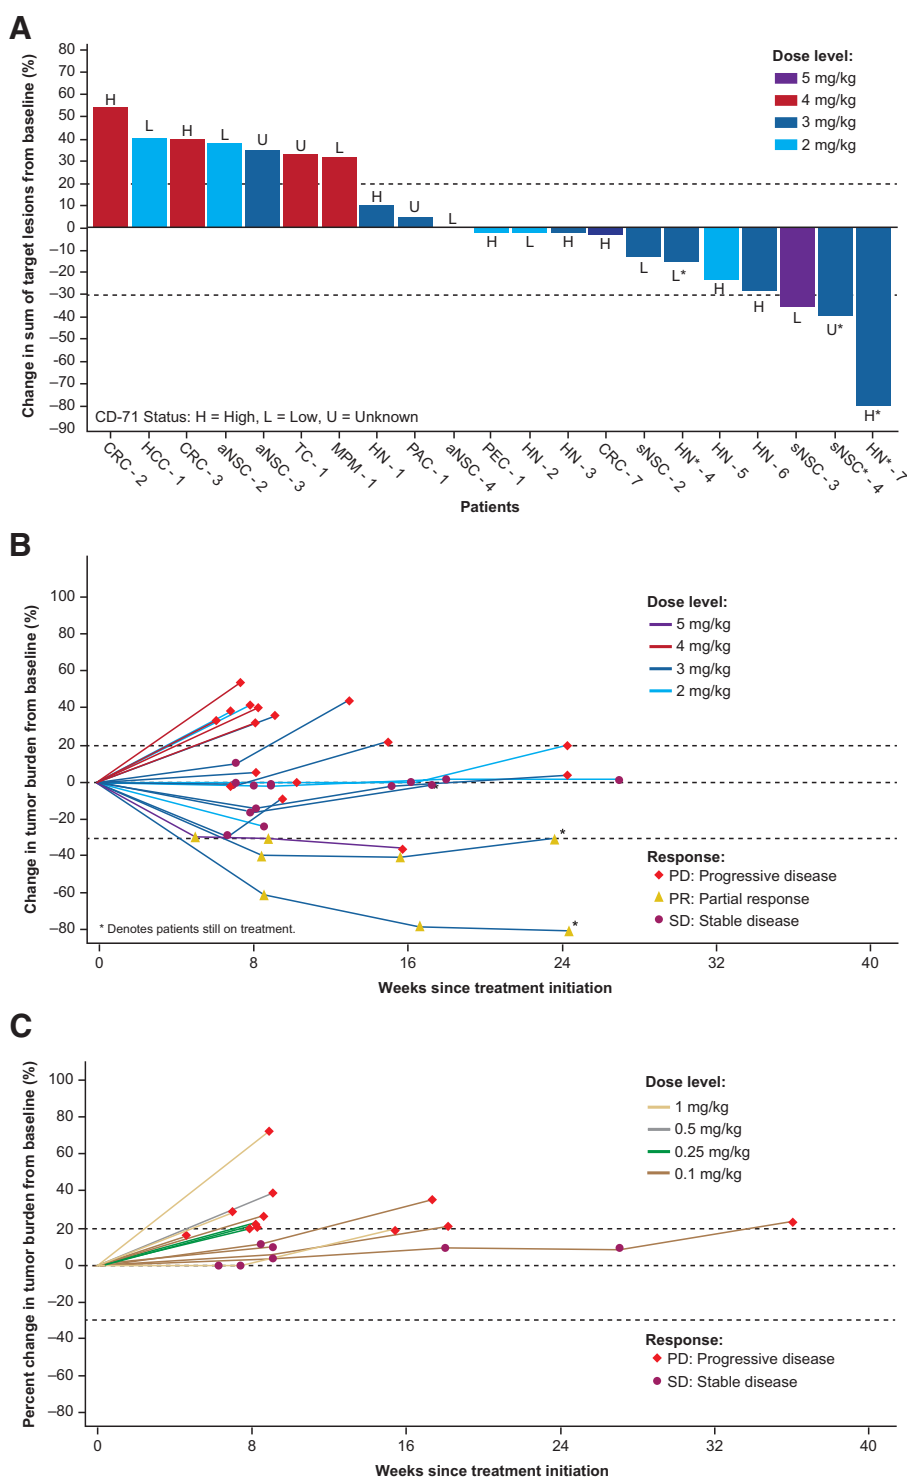 A
Change in sum of target lesions from baseline (%)
80
70
60
50
40
30
20
10
0
–10
–20
–30
–40
-50
-60
–70
–80
–90
Dose level:
5 mg/kg
4 mg/kg
3 mg/kg
2 mg/kg
H
L
H
L
U
U
L
H
U
L
H
L
H
H
L
L*
H
H
L
U*
H*
CD-71 Status: H = High, L = Low, U = Unknown
CRC - 2
HCC - 1
CRC - 3
aNSC - 2
aNSC - 3
TC - 1
MPM - 1
HN - 1
PAC - 1
aNSC - 4
PEC - 1
HN - 2
HN - 3
CRC - 7
sNSC - 2
HN* - 4
HN - 5
HN - 6
sNSC - 3
sNSC* - 4
HN* - 7
Patients
B
Change in tumor burden from baseline (%)
100
80
60
40
20
0
–20
–40
–60
–80
Dose level:
5 mg/kg
4 mg/kg
3 mg/kg
2 mg/kg
*
*
*
Response:
PD: Progressive disease
PR: Partial response
SD: Stable disease
* Denotes patients still on treatment.
0 8 16 24 32 40
Weeks since treatment initiation
C
Percent change in tumor burden from baseline (%)
100
80
60
40
20
0
–20
–40
–60
–80
Dose level:
1 mg/kg
0.5 mg/kg
0.25 mg/kg
0.1 mg/kg
Response:
PD: Progressive disease
SD: Stable disease
0 8 16 24 32 40
Weeks since treatment initiation